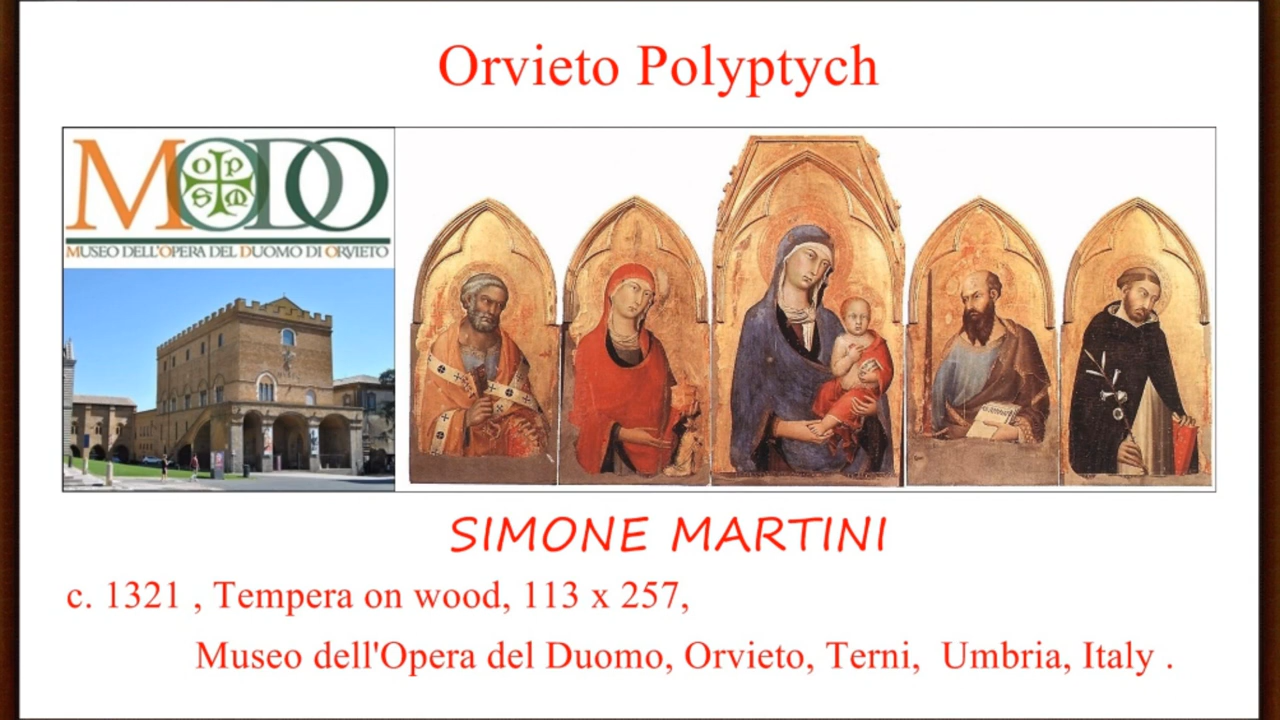 Orvieto Polyptych
MODO
OPSM
MUSEO DELL'OPERA DEL DUOMO DI ORVIETO
SIMONE MARTINI
c. 1321 , Tempera on wood, 113 x 257,
Museo dell'Opera del Duomo, Orvieto, Terni, Umbria, Italy .